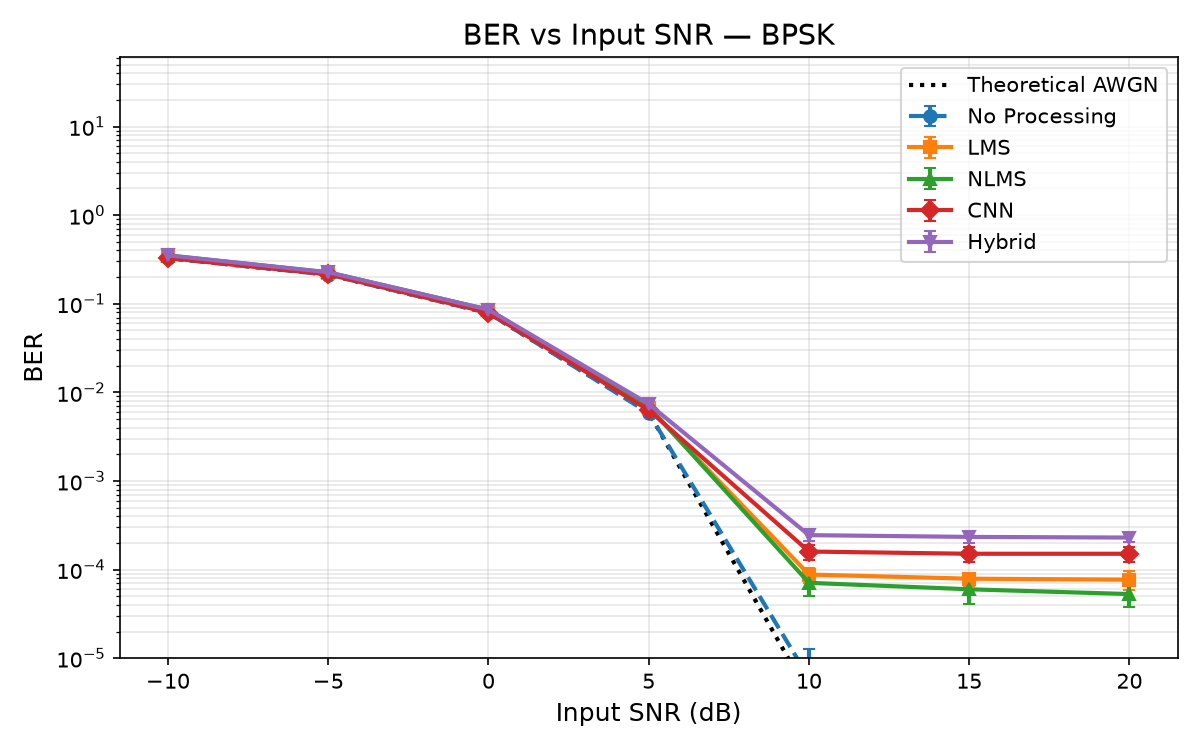 BER vs Input SNR — BPSK
Theoretical AWGN
No Processing
LMS
NLMS
CNN
Hybrid
BER
10¹
10⁰
10⁻¹
10⁻²
10⁻³
10⁻⁴
10⁻⁵
−10 −5 0 5 10 15 20
Input SNR (dB)